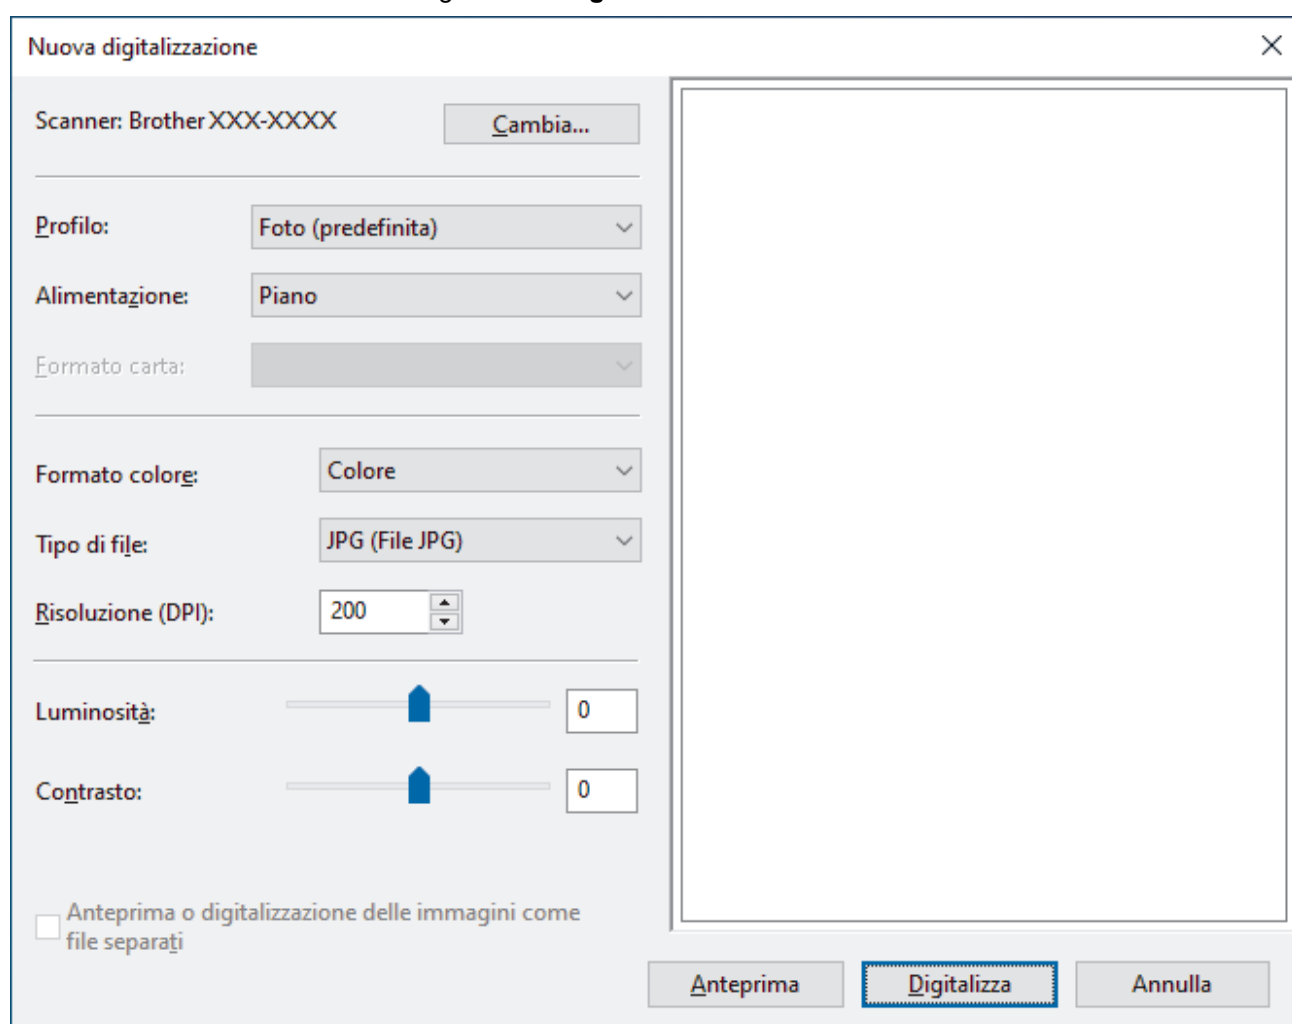 Nuova digitalizzazione
Scanner: Brother XXX-XXXX
Cambia...
Profilo: Foto (predefinita)
Alimentazione: Piano
Formato carta:
Formato colore: Colore
Tipo di file: JPG (File JPG)
Risoluzione (DPI): 200
Luminosità: 0
Contrasto: 0
Anteprima o digitalizzazione delle immagini come
file separati
Anteprima Digitalizza Annulla